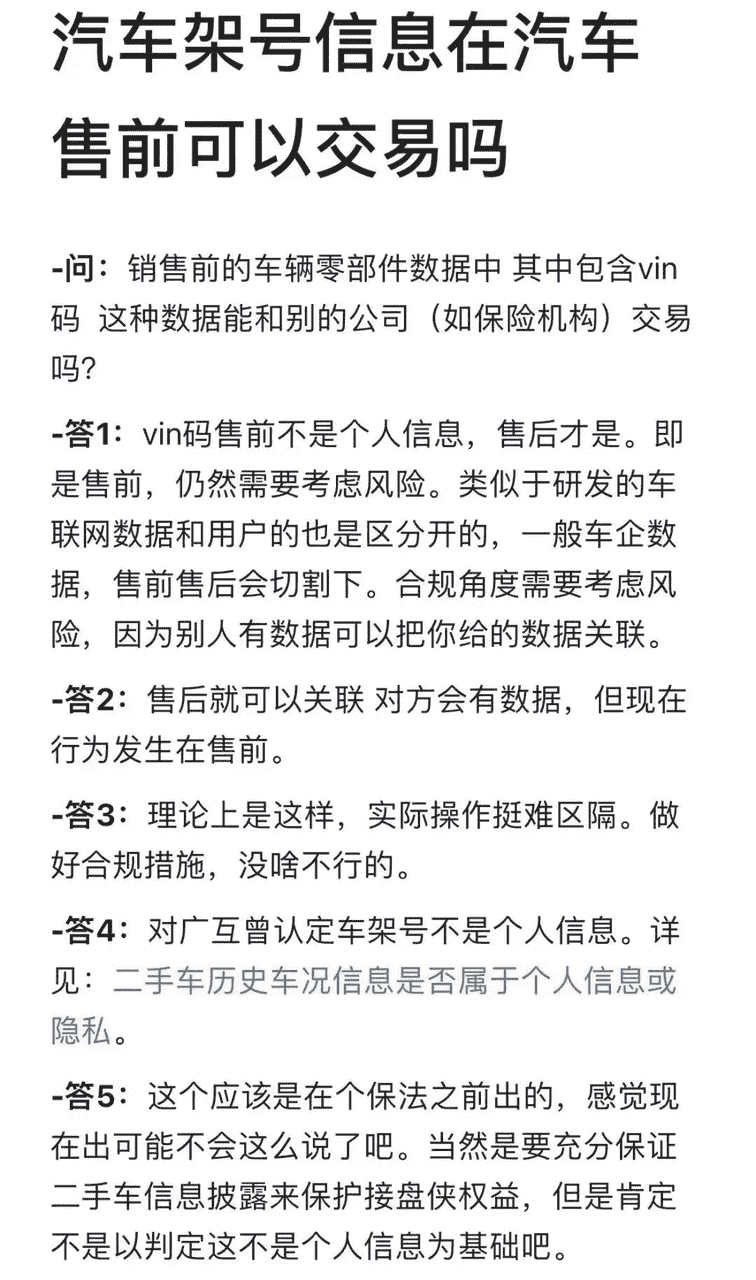 汽车架号信息在汽车
售前可以交易吗
-问：销售前的车辆零部件数据中 其中包含vin
码 这种数据能和别的公司（如保险机构）交易
吗?
-答1：vin码售前不是个人信息，售后才是。即
是售前，仍然需要考虑风险。类似于研发的车
联网数据和用户的也是区分开的，一般车企数
据，售前售后会切割下。合规角度需要考虑风
险，因为别人有数据可以把你给的数据关联。
-答2：售后就可以关联 对方会有数据，但现在
行为发生在售前。
-答3：理论上是这样，实际操作挺难区隔。做
好合规措施，没啥不行的。
-答4：对广互曾认定车架号不是个人信息。详
见：二手车历史车况信息是否属于个人信息或
隐私。
-答5：这个应该是在个保法之前出的，感觉现
在出可能不会这么说了吧。当然是要充分保证
二手车信息披露来保护接盘侠权益，但是肯定
不是以判定这不是个人信息为基础吧。